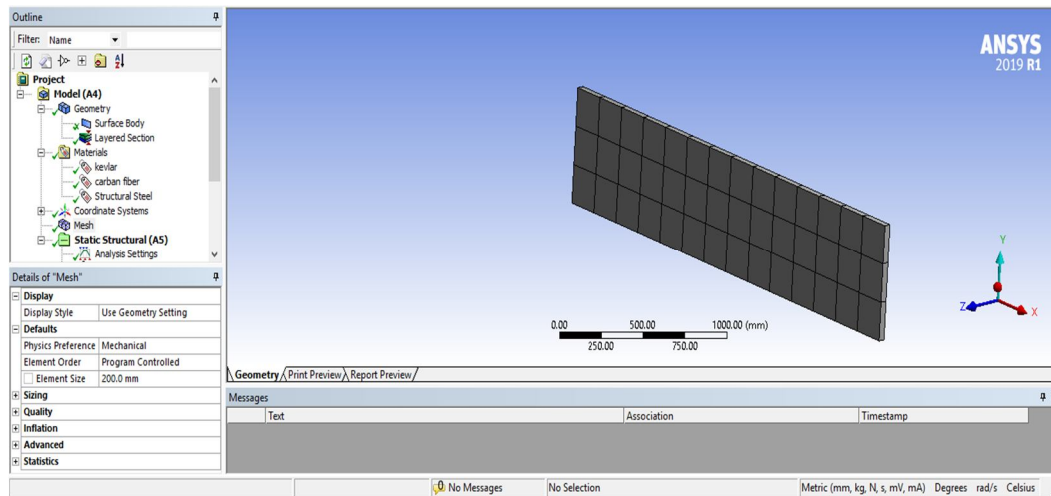 Outline
Filter: Name
Project
Model (A4)
Geometry
Surface Body
Layered Section
Materials
kevlar
carban fiber
Structural Steel
Coordinate Systems
Mesh
Static Structural (A5)
Analysis Settings
Details of "Mesh"
Display
Display Style Use Geometry Setting
Defaults
Physics Preference Mechanical
Element Order Program Controlled
Element Size 200.0 mm
Sizing
Quality
Inflation
Advanced
Statistics
ANSYS
2019 R1
Y
Z X
0.00 500.00 1000.00 (mm)
250.00 750.00
Geometry Print Preview Report Preview
Messages
Text Association Timestamp
0 No Messages No Selection Metric (mm, kg, N, s, mV, mA) Degrees rad/s Celsius